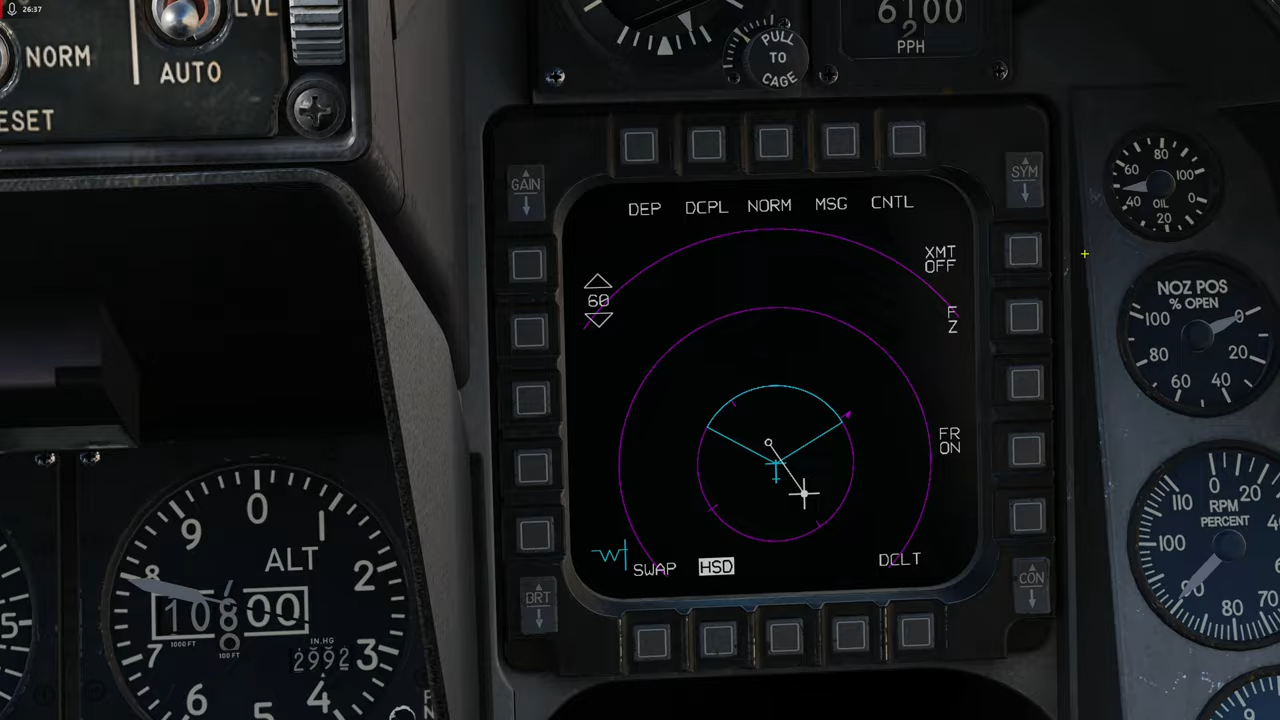 26:37
LVL
NORM
AUTO
ESET
6100
2
PPH
PULL
TO
CAGE
GAIN
SYM
DEP DCPL NORM MSG CNTL
XMT
OFF
60
F
Z
FR
ON
SWAP HSD DCLT
BRT
CON
80
60 100
40 0
OIL
20
NOZ POS
% OPEN
100 0
80 20
60 40
0 20
110
RPM
PERCENT
100
90
80 70
60
0
9 1
ALT
8 2
10800
1000 FT 100 FT
IN.HG
2992
7 3
6 4
5
5